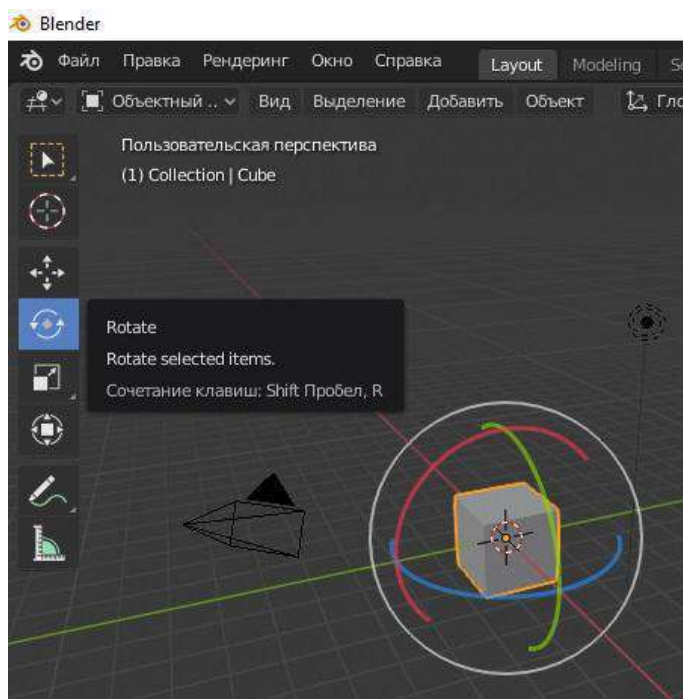 Blender
Файл Правка Рендеринг Окно Справка Layout Modeling
Объектный .. Вид Выделение Добавить Объект
Пользовательская перспектива
(1) Collection | Cube
Rotate
Rotate selected items.
Сочетание клавиш: Shift Пробел, R